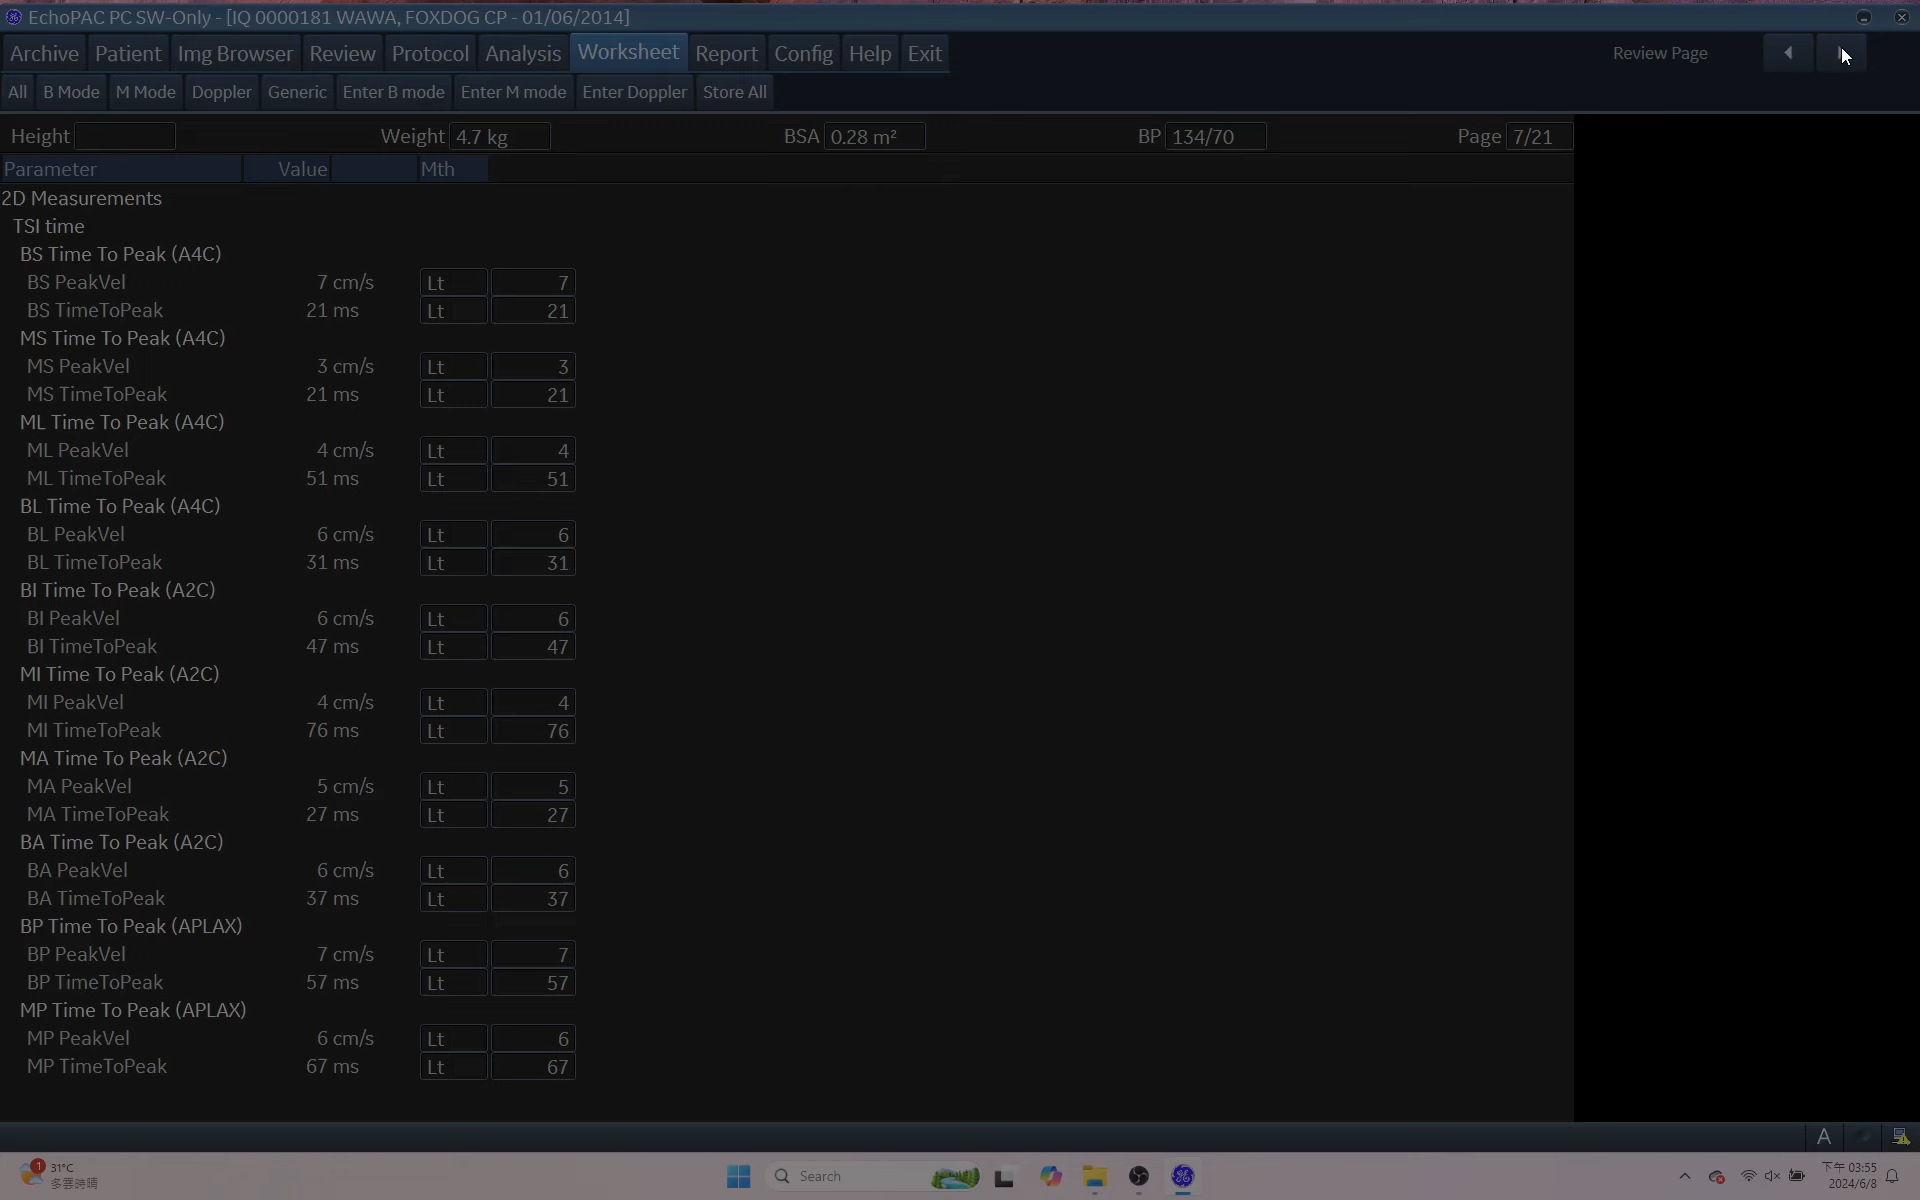 EchoPAC PC SW-Only - [IQ 0000181 WAWA, FOXDOG CP - 01/06/2014]
Archive Patient Img Browser Review Protocol Analysis Worksheet Report Config Help Exit Review Page
All B Mode M Mode Doppler Generic Enter B mode Enter M mode Enter Doppler Store All
Height Weight 4.7 kg BSA 0.28 m² BP 134/70 Page 7/21
Parameter Value Mth
2D Measurements
TSI time
BS Time To Peak (A4C)
BS PeakVel 7 cm/s Lt 7
BS TimeToPeak 21 ms Lt 21
MS Time To Peak (A4C)
MS PeakVel 3 cm/s Lt 3
MS TimeToPeak 21 ms Lt 21
ML Time To Peak (A4C)
ML PeakVel 4 cm/s Lt 4
ML TimeToPeak 51 ms Lt 51
BL Time To Peak (A4C)
BL PeakVel 6 cm/s Lt 6
BL TimeToPeak 31 ms Lt 31
BI Time To Peak (A2C)
BI PeakVel 6 cm/s Lt 6
BI TimeToPeak 47 ms Lt 47
MI Time To Peak (A2C)
MI PeakVel 4 cm/s Lt 4
MI TimeToPeak 76 ms Lt 76
MA Time To Peak (A2C)
MA PeakVel 5 cm/s Lt 5
MA TimeToPeak 27 ms Lt 27
BA Time To Peak (A2C)
BA PeakVel 6 cm/s Lt 6
BA TimeToPeak 37 ms Lt 37
BP Time To Peak (APLAX)
BP PeakVel 7 cm/s Lt 7
BP TimeToPeak 57 ms Lt 57
MP Time To Peak (APLAX)
MP PeakVel 6 cm/s Lt 6
MP TimeToPeak 67 ms Lt 67
A
1 31°C
多雲時晴
Search
下午 03:55
2024/6/8